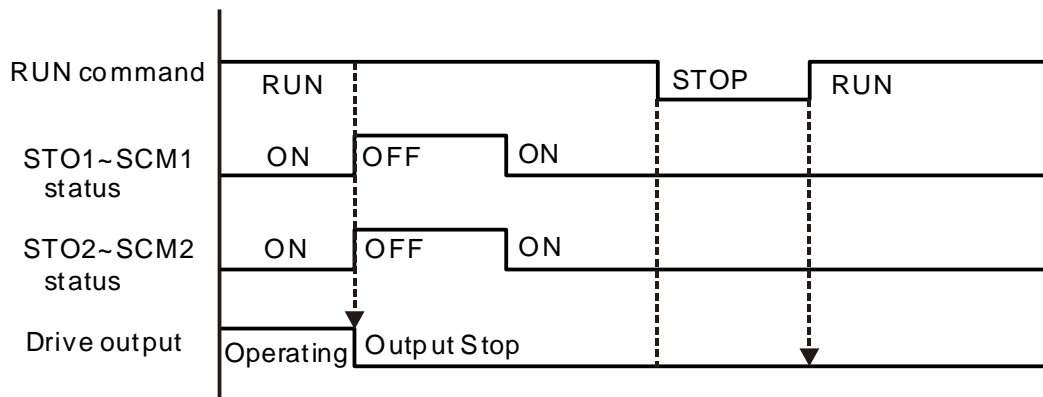 RUN command
RUN
STOP
RUN
STO1~SCM1
status
ON
OFF
ON
STO2~SCM2
status
ON
OFF
ON
Drive output
Operating
Output Stop